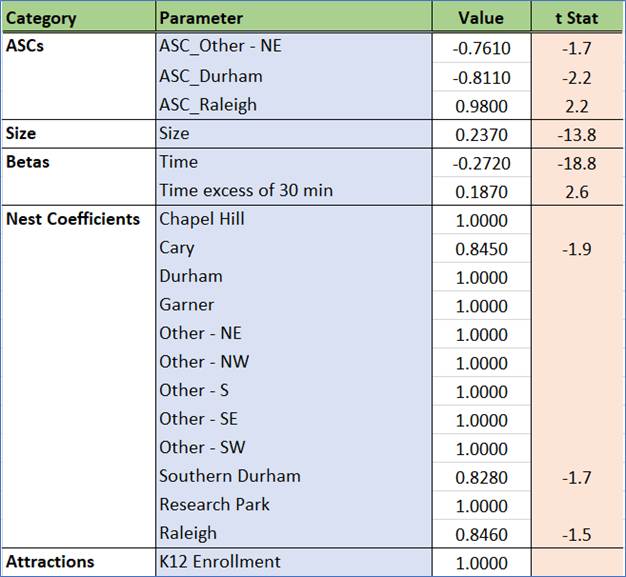 Category Parameter Value t Stat
ASCs ASC_Other - NE -0.7610 -1.7
ASC_Durham -0.8110 -2.2
ASC_Raleigh 0.9800 2.2
Size Size 0.2370 -13.8
Betas Time -0.2720 -18.8
Time excess of 30 min 0.1870 2.6
Nest Coefficients Chapel Hill 1.0000
Cary 0.8450 -1.9
Durham 1.0000
Garner 1.0000
Other - NE 1.0000
Other - NW 1.0000
Other - S 1.0000
Other - SE 1.0000
Other - SW 1.0000
Southern Durham 0.8280 -1.7
Research Park 1.0000
Raleigh 0.8460 -1.5
Attractions K12 Enrollment 1.0000